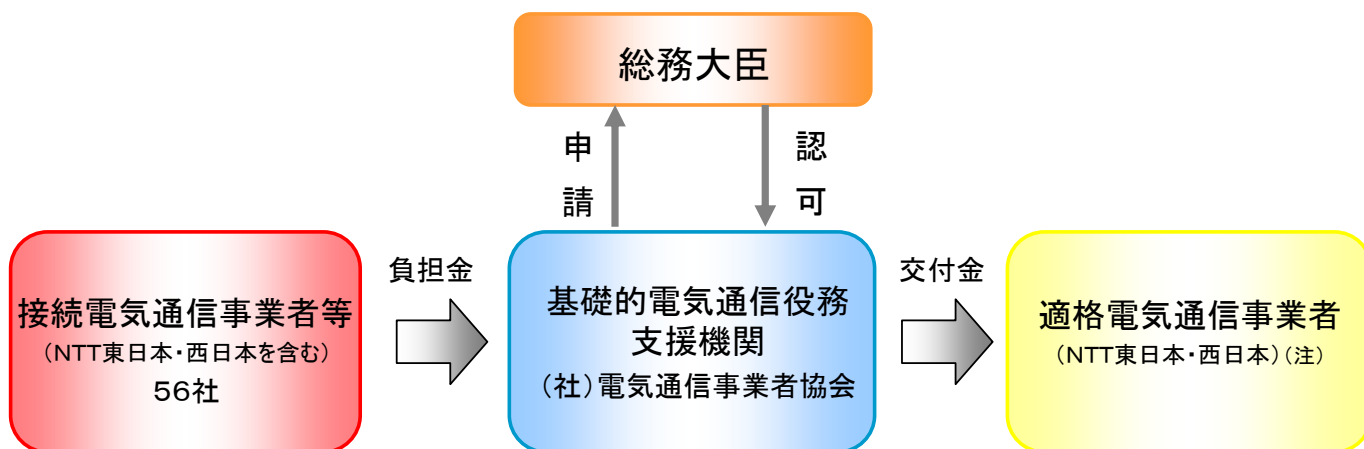 総務大臣
申請
認可
接続電気通信事業者等
(NTT東日本・西日本を含む)
56社
負担金
基礎的電気通信役務
支援機関
(社)電気通信事業者協会
交付金
適格電気通信事業者
(NTT東日本・西日本)(注)